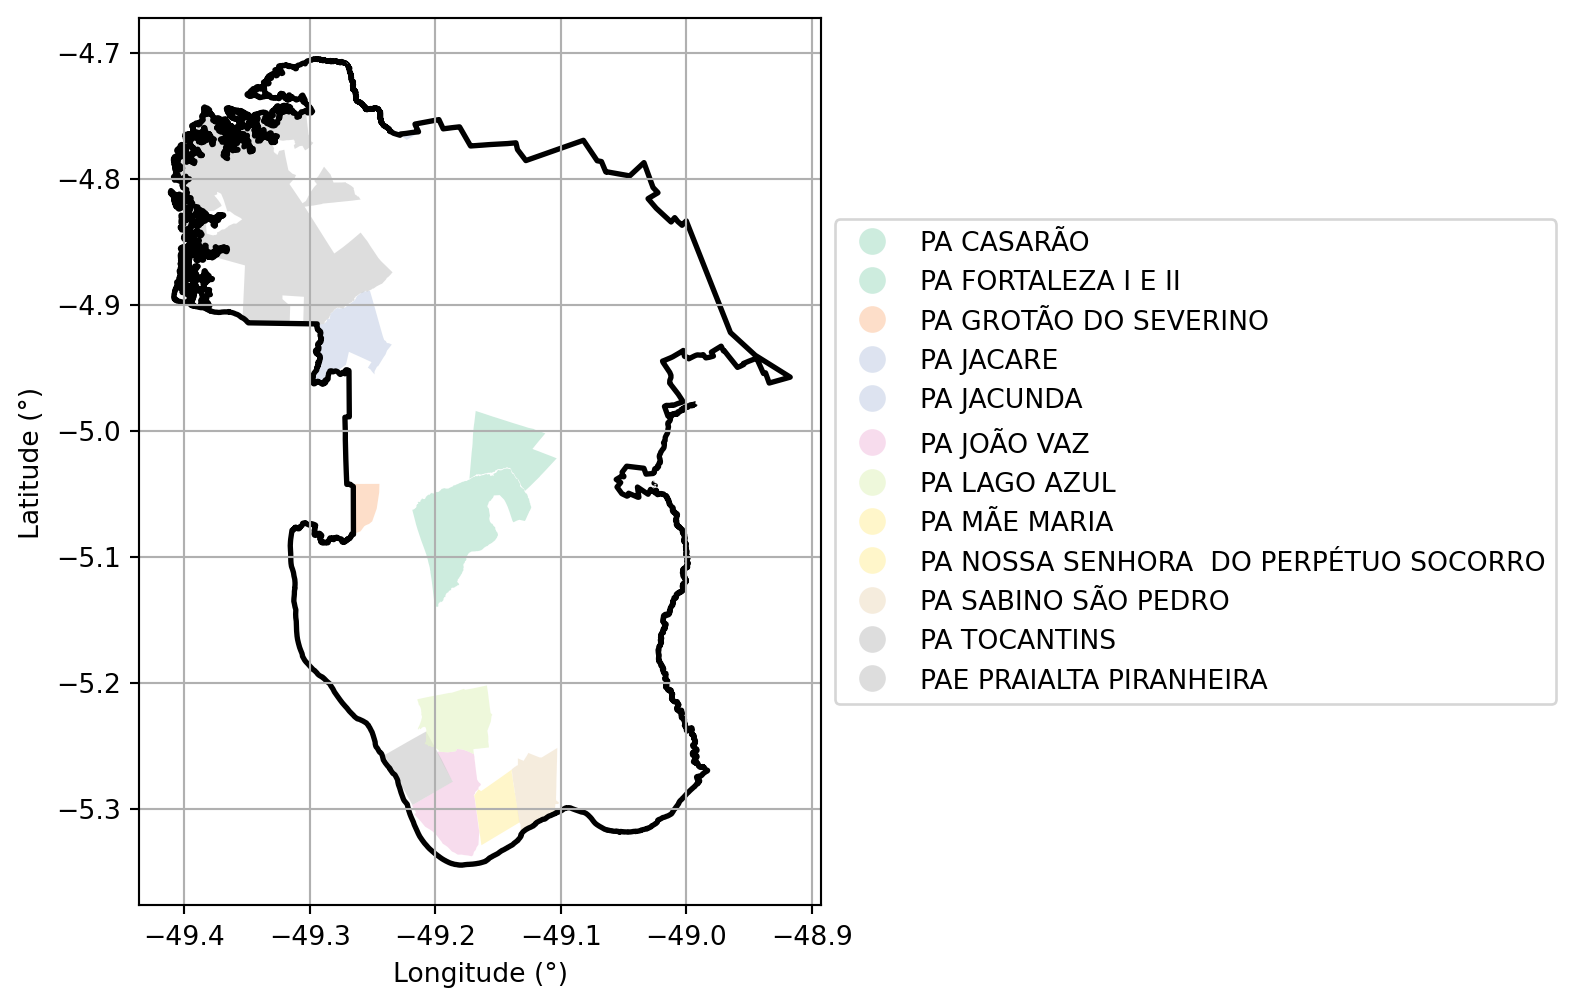 −4.7
−4.8
−4.9
−5.0
−5.1
−5.2
−5.3
Latitude (°)
−49.4 −49.3 −49.2 −49.1 −49.0 −48.9
Longitude (°)
PA CASARÃO
PA FORTALEZA I E II
PA GROTÃO DO SEVERINO
PA JACARE
PA JACUNDA
PA JOÃO VAZ
PA LAGO AZUL
PA MÃE MARIA
PA NOSSA SENHORA  DO PERPÉTUO SOCORRO
PA SABINO SÃO PEDRO
PA TOCANTINS
PAE PRAIALTA PIRANHEIRA